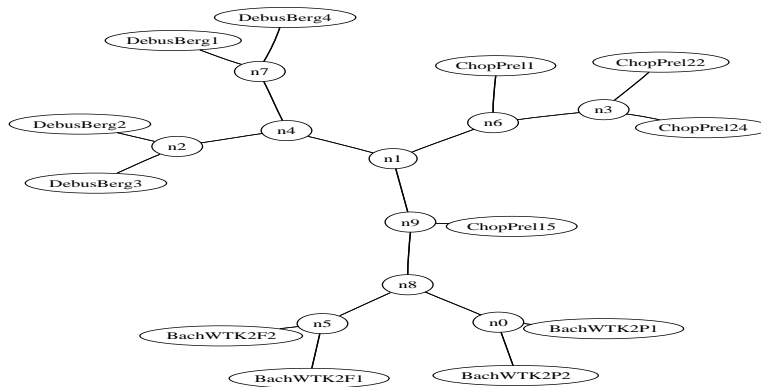 DebusBerg4
DebusBerg1
n7
ChopPrel1
ChopPrel22
n3
n6
ChopPrel24
DebusBerg2
n4
n2
n1
DebusBerg3
n9
ChopPrel15
n8
n5
n0
BachWTK2F2
BachWTK2P1
BachWTK2F1
BachWTK2P2